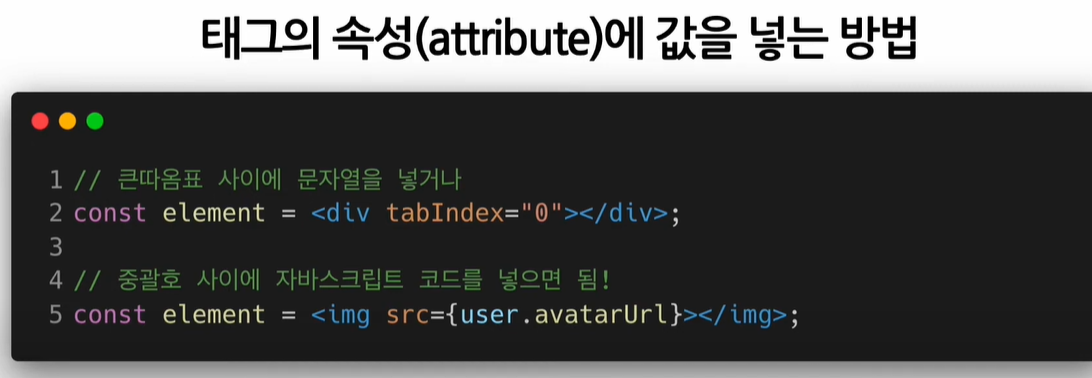 태그의 속성(attribute)에 값을 넣는 방법
1 // 큰따옴표 사이에 문자열을 넣거나
2 const element = <div tabIndex="0"></div>;
3
4 // 중괄호 사이에 자바스크립트 코드를 넣으면 됨!
5 const element = <img src={user.avatarUrl}></img>;